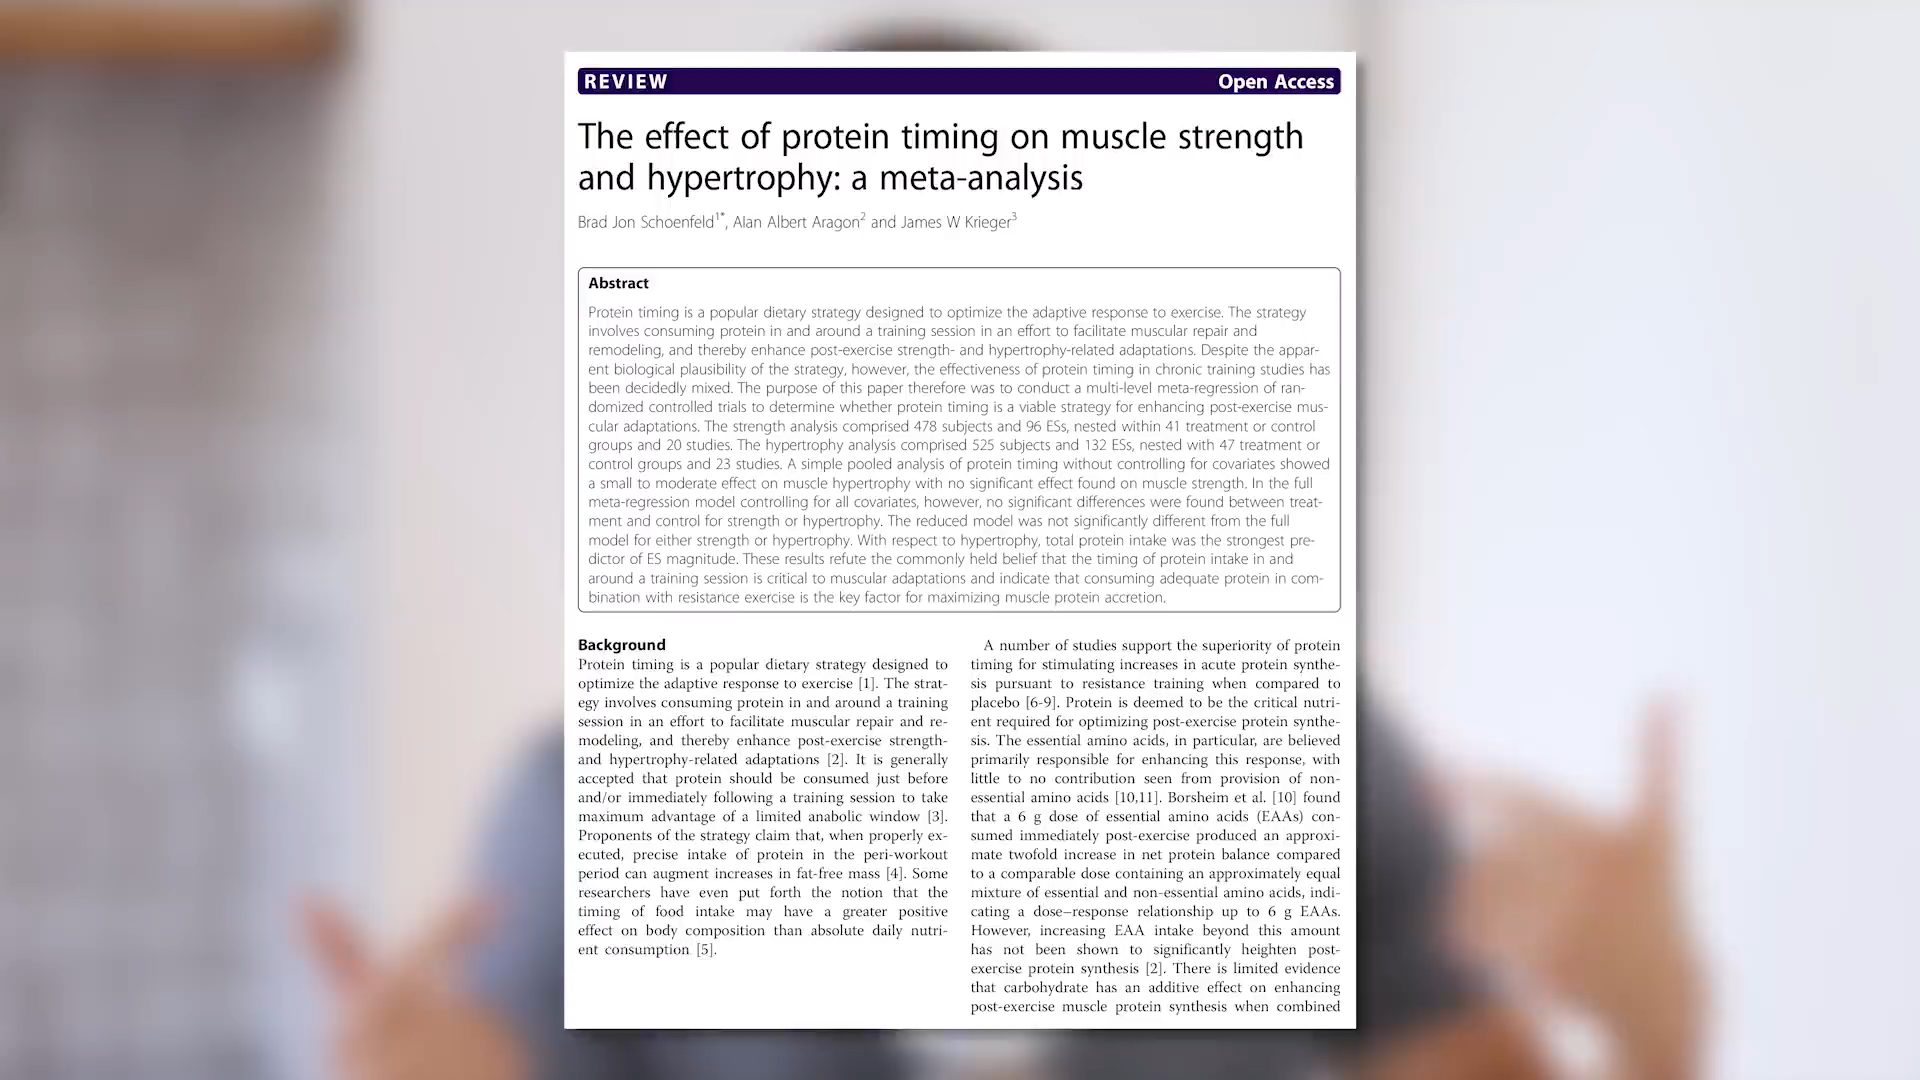 REVIEW Open Access
The effect of protein timing on muscle strength
and hypertrophy: a meta-analysis
Brad Jon Schoenfeld1*, Alan Albert Aragon2 and James W Krieger3
Abstract
Protein timing is a popular dietary strategy designed to optimize the adaptive response to exercise. The strategy
involves consuming protein in and around a training session in an effort to facilitate muscular repair and
remodeling, and thereby enhance post-exercise strength- and hypertrophy-related adaptations. Despite the appar-
ent biological plausibility of the strategy, however, the effectiveness of protein timing in chronic training studies has
been decidedly mixed. The purpose of this paper therefore was to conduct a multi-level meta-regression of ran-
domized controlled trials to determine whether protein timing is a viable strategy for enhancing post-exercise mus-
cular adaptations. The strength analysis comprised 478 subjects and 96 ESs, nested within 41 treatment or control
groups and 20 studies. The hypertrophy analysis comprised 525 subjects and 132 ESs, nested with 47 treatment or
control groups and 23 studies. A simple pooled analysis of protein timing without controlling for covariates showed
a small to moderate effect on muscle hypertrophy with no significant effect found on muscle strength. In the full
meta-regression model controlling for all covariates, however, no significant differences were found between treat-
ment and control for strength or hypertrophy. The reduced model was not significantly different from the full
model for either strength or hypertrophy. With respect to hypertrophy, total protein intake was the strongest pre-
dictor of ES magnitude. These results refute the commonly held belief that the timing of protein intake in and
around a training session is critical to muscular adaptations and indicate that consuming adequate protein in com-
bination with resistance exercise is the key factor for maximizing muscle protein accretion.
Background
Protein timing is a popular dietary strategy designed to
optimize the adaptive response to exercise [1]. The strat-
egy involves consuming protein in and around a training
session in an effort to facilitate muscular repair and re-
modeling, and thereby enhance post-exercise strength-
and hypertrophy-related adaptations [2]. It is generally
accepted that protein should be consumed just before
and/or immediately following a training session to take
maximum advantage of a limited anabolic window [3].
Proponents of the strategy claim that, when properly ex-
ecuted, precise intake of protein in the peri-workout
period can augment increases in fat-free mass [4]. Some
researchers have even put forth the notion that the
timing of food intake may have a greater positive
effect on body composition than absolute daily nutri-
ent consumption [5].
A number of studies support the superiority of protein
timing for stimulating increases in acute protein synthe-
sis pursuant to resistance training when compared to
placebo [6-9]. Protein is deemed to be the critical nutri-
ent required for optimizing post-exercise protein synthe-
sis. The essential amino acids, in particular, are believed
primarily responsible for enhancing this response, with
little to no contribution seen from provision of non-
essential amino acids [10,11]. Borsheim et al. [10] found
that a 6 g dose of essential amino acids (EAAs) con-
sumed immediately post-exercise produced an approxi-
mate twofold increase in net protein balance compared
to a comparable dose containing an approximately equal
mixture of essential and non-essential amino acids, indi-
cating a dose–response relationship up to 6 g EAAs.
However, increasing EAA intake beyond this amount
has not been shown to significantly heighten post-
exercise protein synthesis [2]. There is limited evidence
that carbohydrate has an additive effect on enhancing
post-exercise muscle protein synthesis when combined